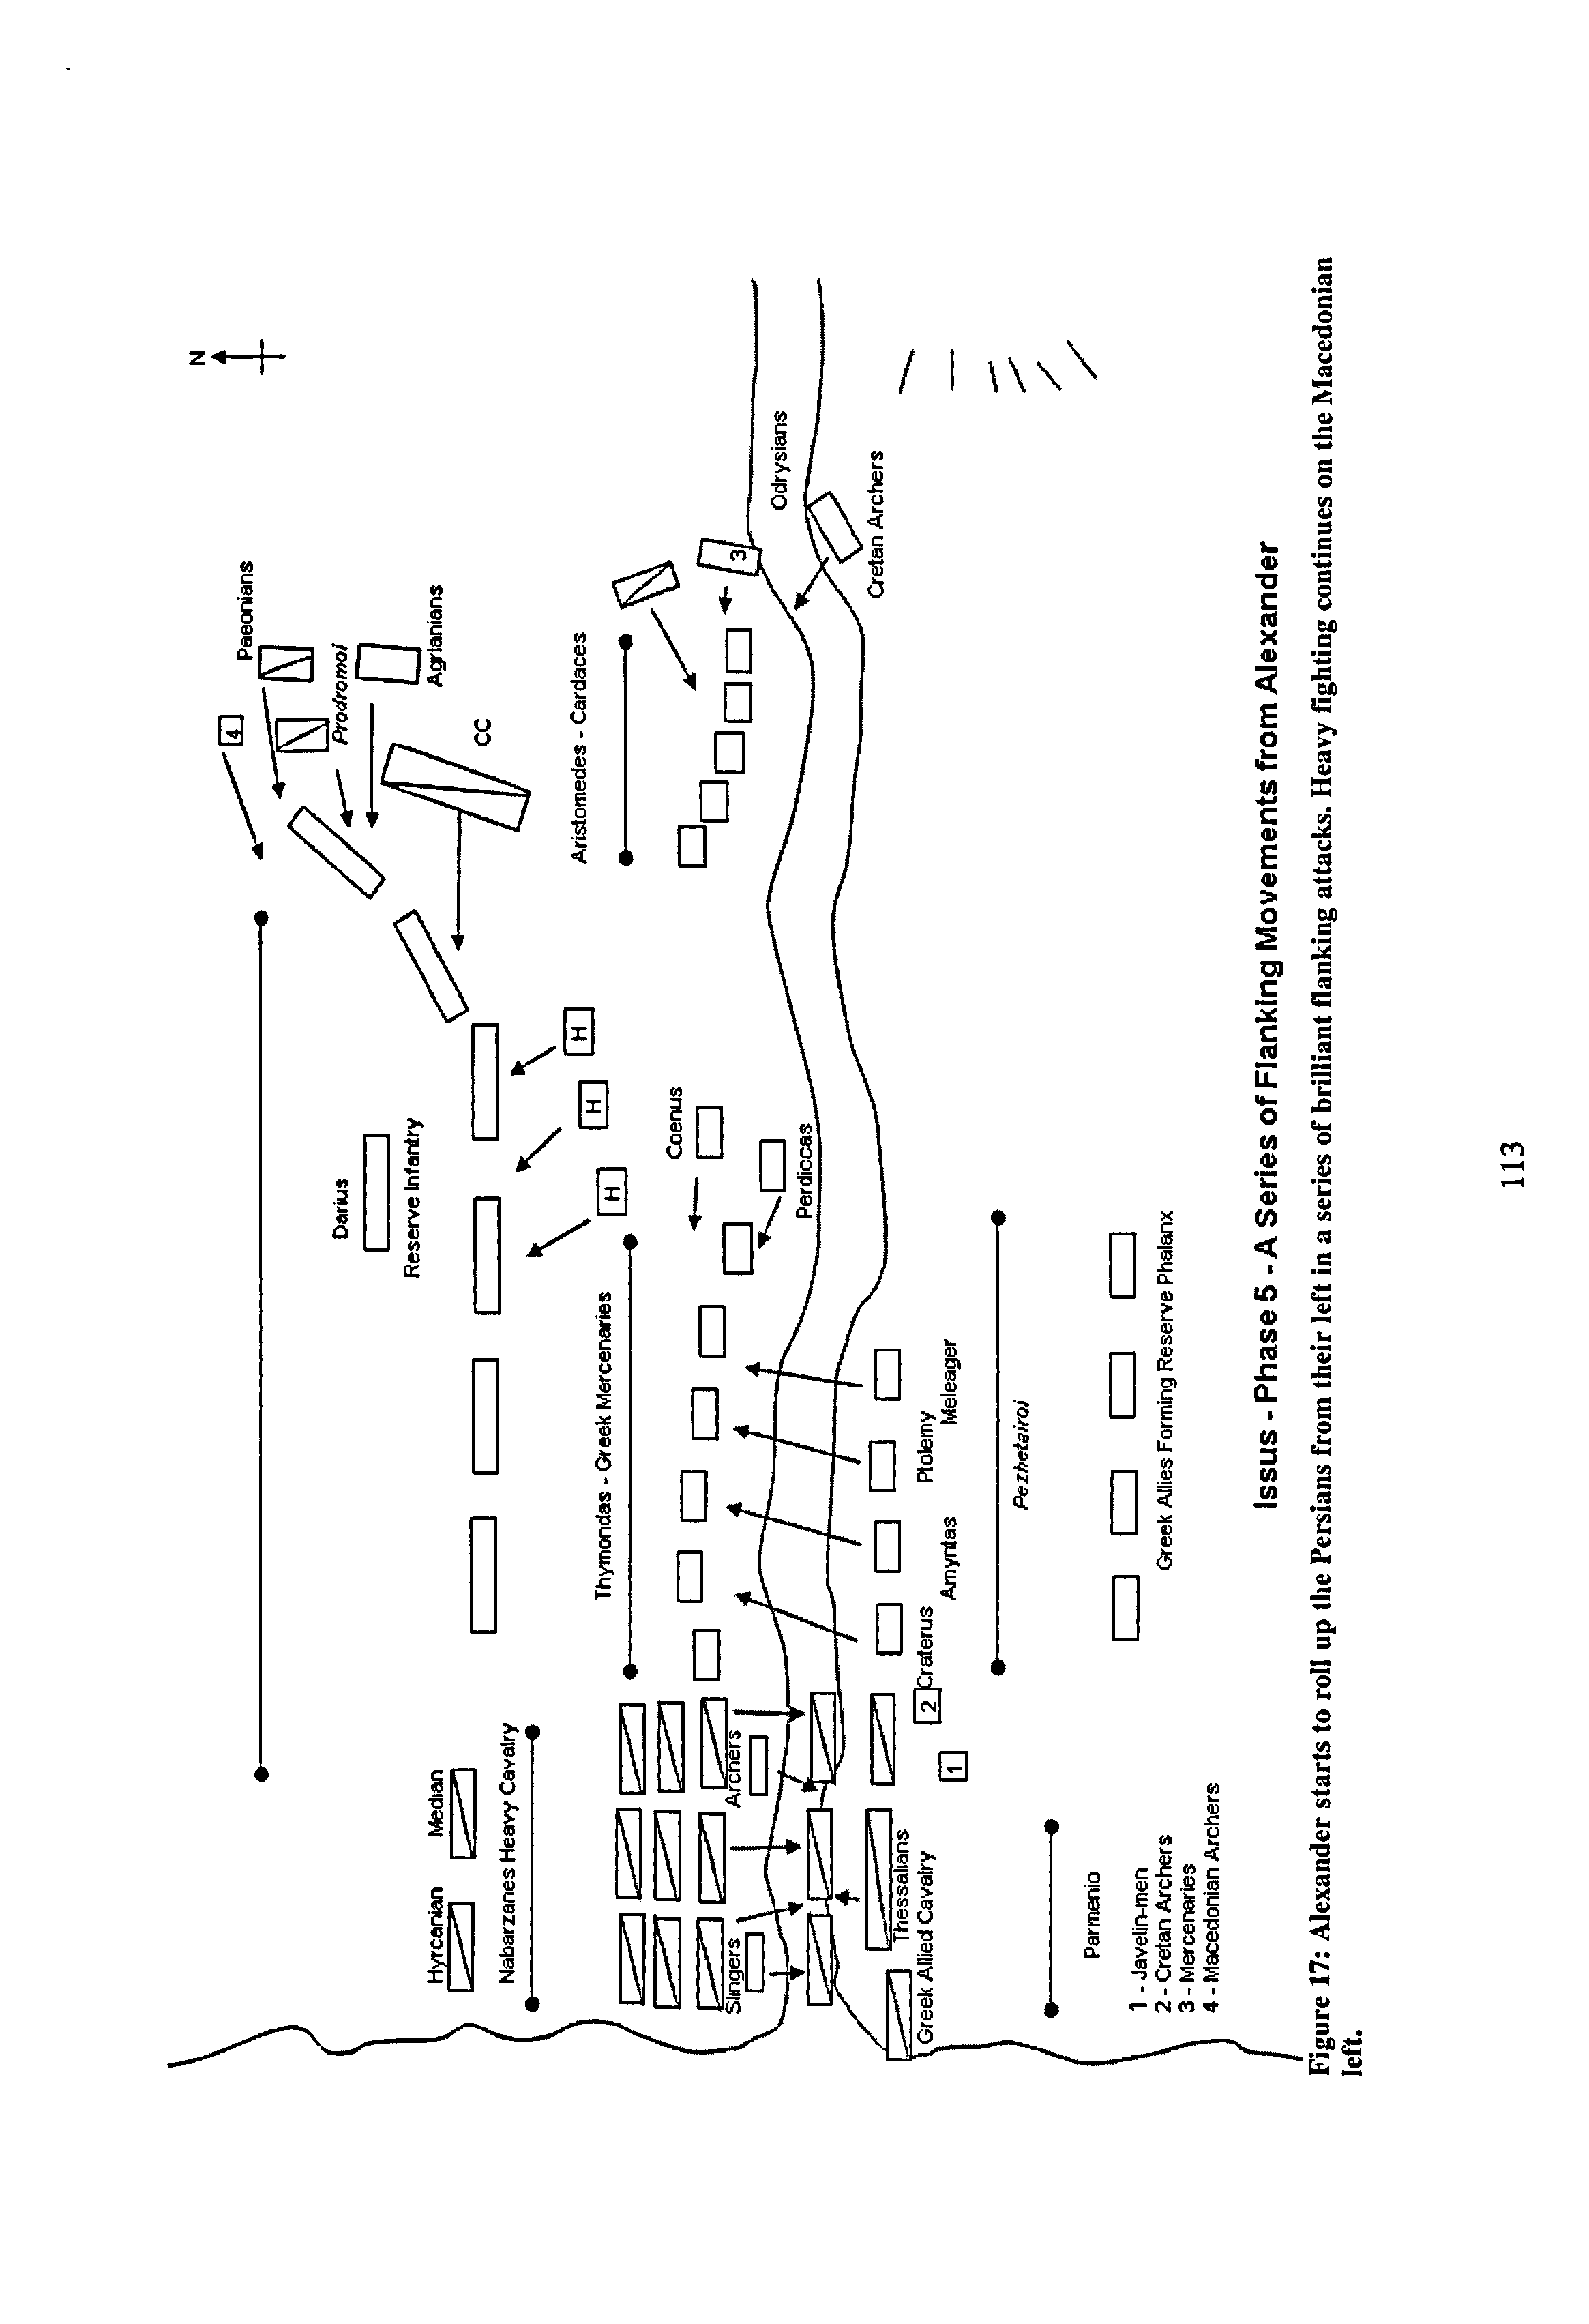 N
4
Paeonians
Prodromoi
Agrianians
CC
Darius
Reserve Infantry
Hyrcanian
Median
Nabarzanes Heavy Cavalry
H
H
H
Aristomedes - Cardaces
Thymondas - Greek Mercenaries
Coenus
Perdiccas
3
Odrysians
Cretan Archers
Slingers
Archers
Thessalians
Greek Allied Cavalry
1
2
Craterus
Amyntas
Ptolemy
Meleager
Pezhetairoi
Parmenio
Greek Allies Forming Reserve Phalanx
1 - Javelin-men
2 - Cretan Archers
3 - Mercenaries
4 - Macedonian Archers
Issus - Phase 5 - A Series of Flanking Movements from Alexander
Figure 17: Alexander starts to roll up the Persians from their left in a series of brilliant flanking attacks. Heavy fighting continues on the Macedonian
left.
113